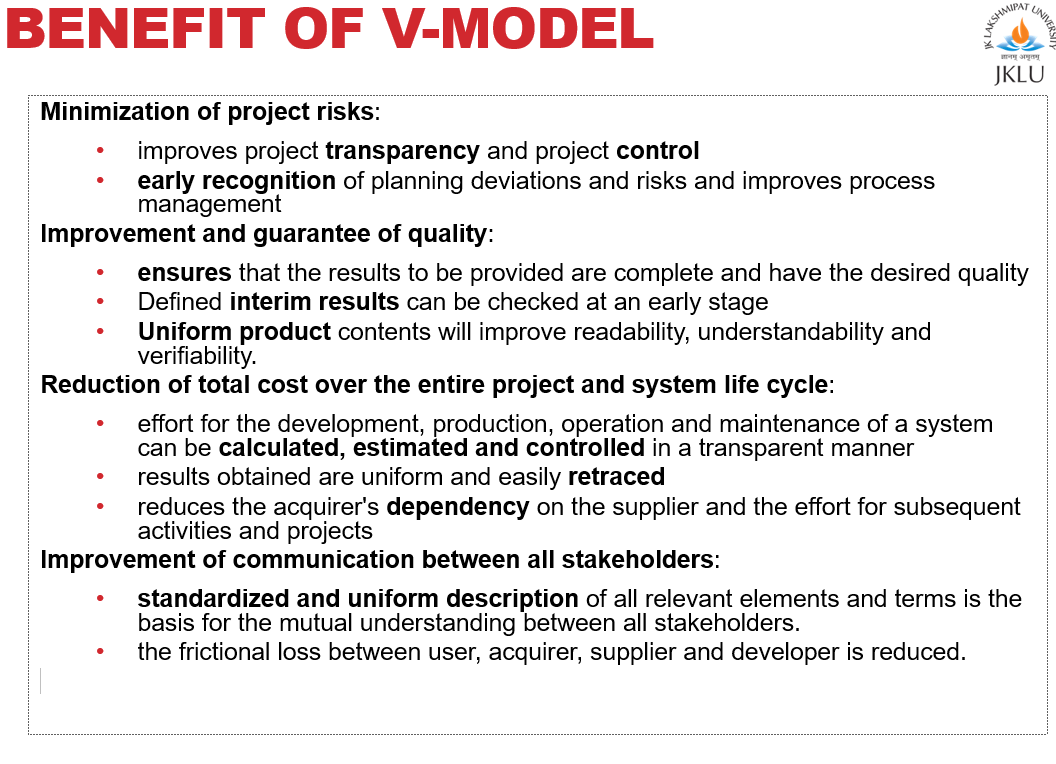 BENEFIT OF V-MODEL
JK LAKSHMIPAT UNIVERSITY
ज्ञानम् अमृतम्
JKLU
Minimization of project risks:
• improves project transparency and project control
• early recognition of planning deviations and risks and improves process
management
Improvement and guarantee of quality:
• ensures that the results to be provided are complete and have the desired quality
• Defined interim results can be checked at an early stage
• Uniform product contents will improve readability, understandability and
verifiability.
Reduction of total cost over the entire project and system life cycle:
• effort for the development, production, operation and maintenance of a system
can be calculated, estimated and controlled in a transparent manner
• results obtained are uniform and easily retraced
• reduces the acquirer's dependency on the supplier and the effort for subsequent
activities and projects
Improvement of communication between all stakeholders:
• standardized and uniform description of all relevant elements and terms is the
basis for the mutual understanding between all stakeholders.
• the frictional loss between user, acquirer, supplier and developer is reduced.